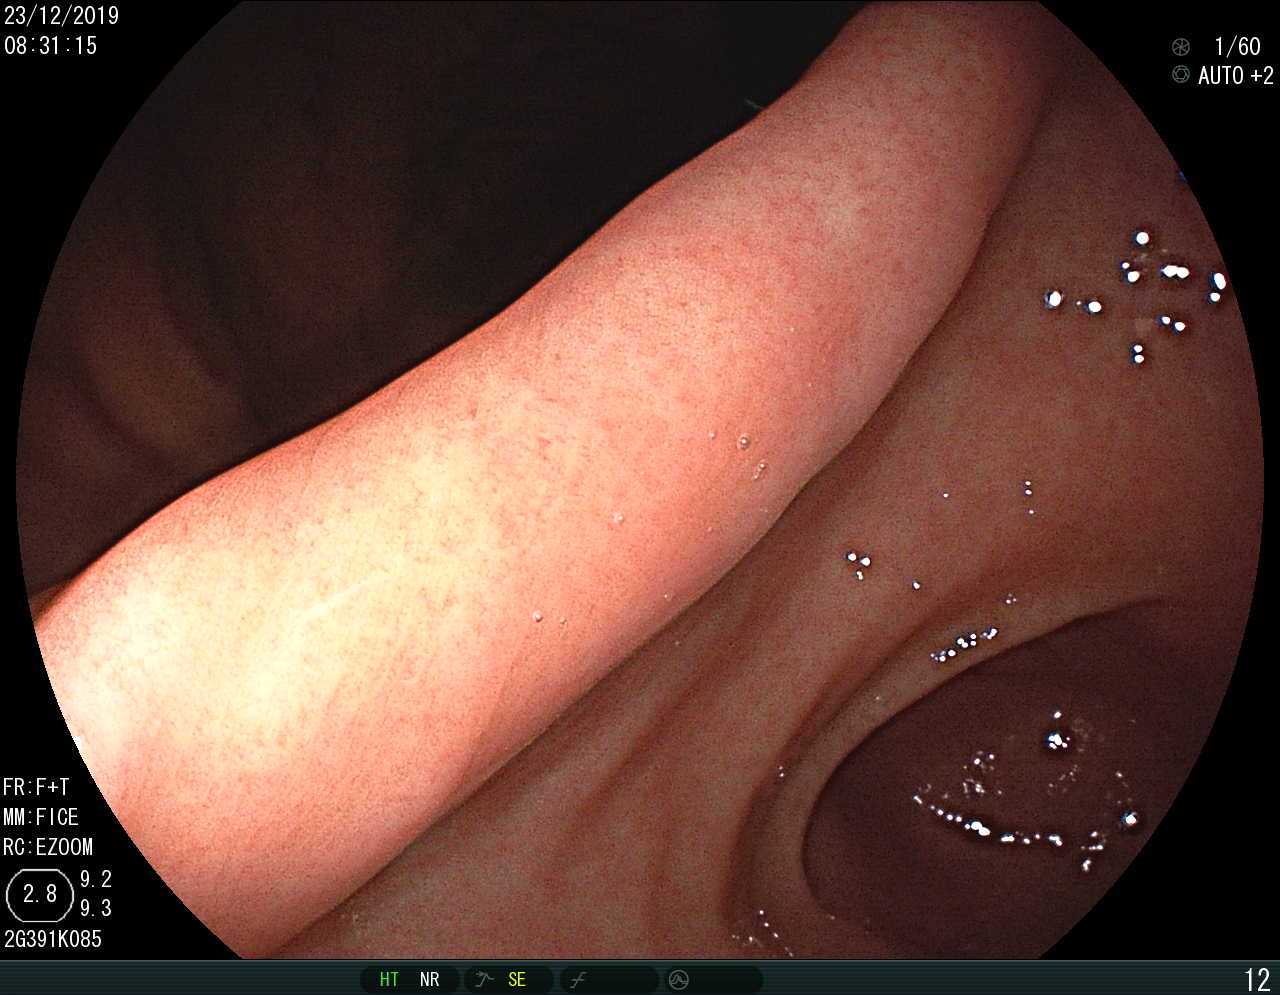 23/12/2019
08:31:15
1/60
AUTO +2
FR:F+T
MM:FICE
RC:EZOOM
2.8
9.2
9.3
2G391K085
HT NR SE
12